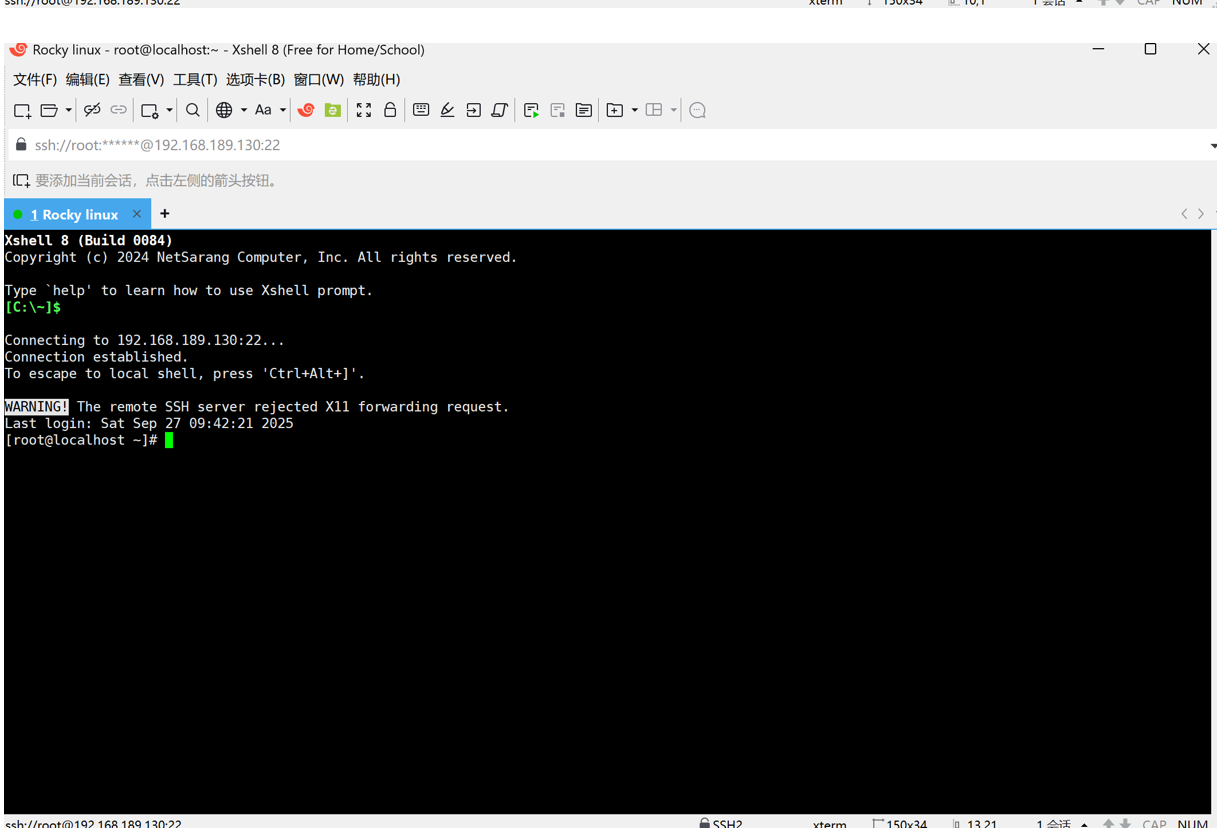 ssh://root@192.168.189.130:22 xterm 150x34 10,1 1 会话 CAP NUM
Rocky linux - root@localhost:~ - Xshell 8 (Free for Home/School)
文件(F) 编辑(E) 查看(V) 工具(T) 选项卡(B) 窗口(W) 帮助(H)
Aa
ssh://root:******@192.168.189.130:22
要添加当前会话，点击左侧的箭头按钮。
1 Rocky linux
Xshell 8 (Build 0084)
Copyright (c) 2024 NetSarang Computer, Inc. All rights reserved.
Type `help' to learn how to use Xshell prompt.
[C:\~]$
Connecting to 192.168.189.130:22...
Connection established.
To escape to local shell, press 'Ctrl+Alt+]'.
WARNING! The remote SSH server rejected X11 forwarding request.
Last login: Sat Sep 27 09:42:21 2025
[root@localhost ~]#
ssh://root@192.168.189.130:22 SSH2 xterm 150x34 13,21 1 会话 CAP NUM